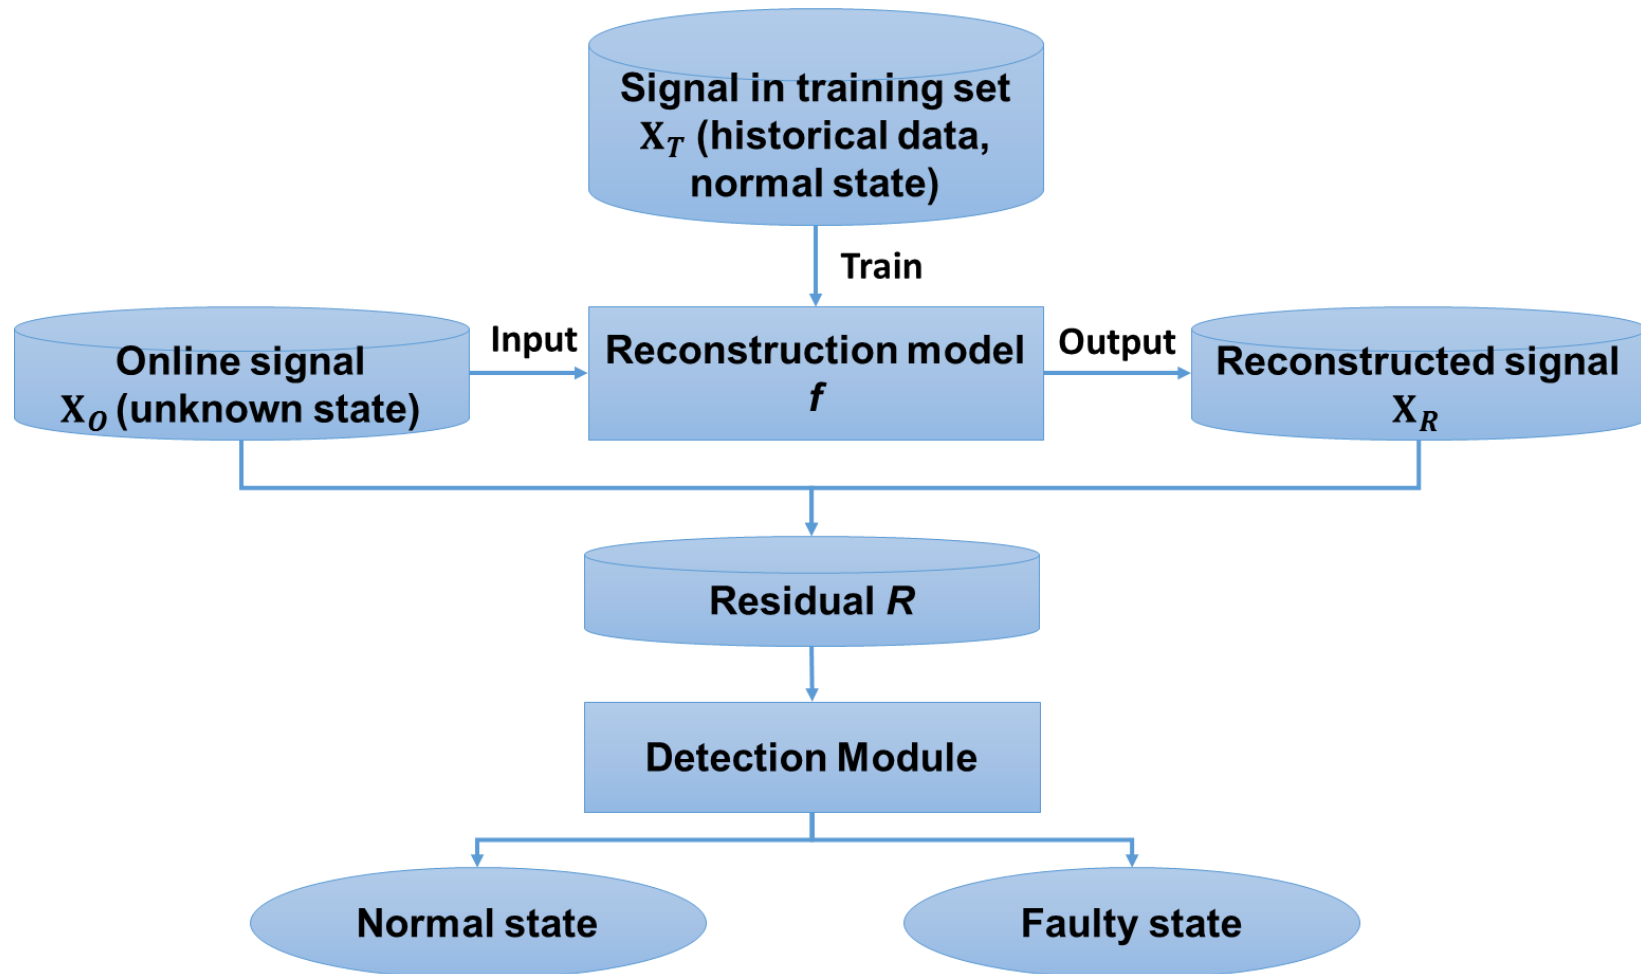 Signal in training set
X_T (historical data,
normal state)
Train
Online signal
X_O (unknown state)
Input
Reconstruction model
f
Output
Reconstructed signal
X_R
Residual R
Detection Module
Normal state
Faulty state